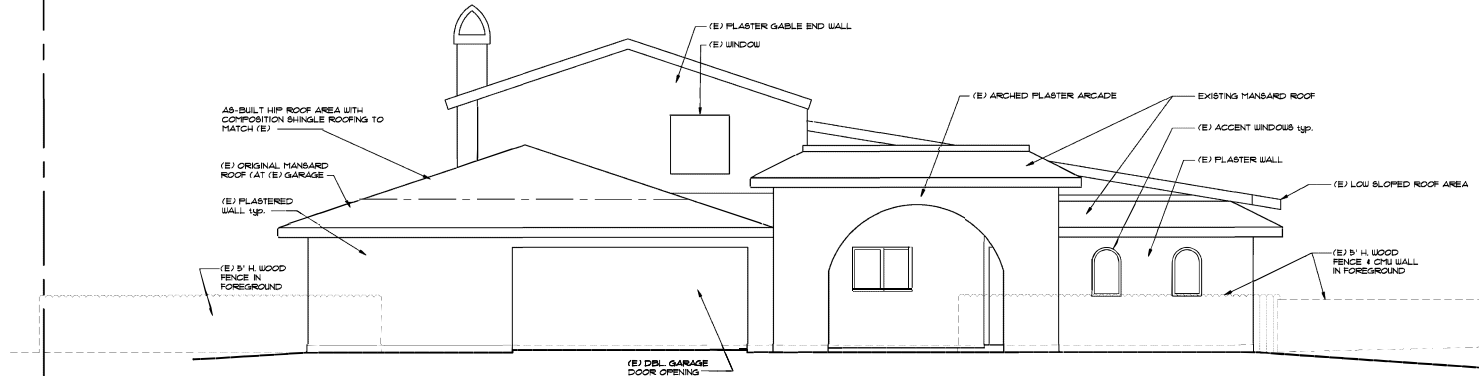 (E) PLASTER GABLE END WALL
(E) WINDOW
AS-BUILT HIP ROOF AREA WITH
COMPOSITION SHINGLE ROOFING TO
MATCH (E)
(E) ORIGINAL MANSARD
ROOF (AT (E) GARAGE
(E) PLASTERED
WALL typ.
(E) 5' H. WOOD
FENCE IN
FOREGROUND
(E) DBL. GARAGE
DOOR OPENING
(E) ARCHED PLASTER ARCADE
EXISTING MANSARD ROOF
(E) ACCENT WINDOWS typ.
(E) PLASTER WALL
(E) LOW SLOPED ROOF AREA
(E) 5' H. WOOD
FENCE & CMU WALL
IN FOREGROUND